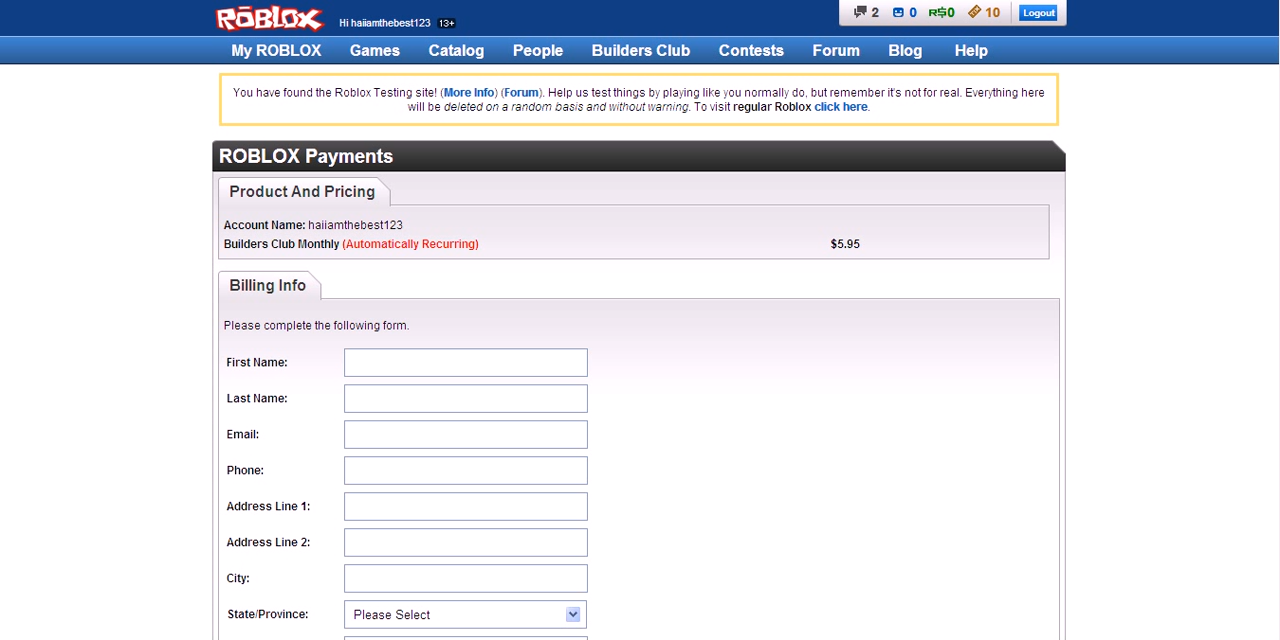 ROBLOX Hi haiiamthebest123 13+ 2 0 R$0 10 Logout
My ROBLOX Games Catalog People Builders Club Contests Forum Blog Help
You have found the Roblox Testing site! (More Info) (Forum). Help us test things by playing like you normally do, but remember it's not for real. Everything here
will be deleted on a random basis and without warning. To visit regular Roblox click here.
ROBLOX Payments
Product And Pricing
Account Name: haiiamthebest123
Builders Club Monthly (Automatically Recurring) $5.95
Billing Info
Please complete the following form.
First Name:
Last Name:
Email:
Phone:
Address Line 1:
Address Line 2:
City:
State/Province: Please Select